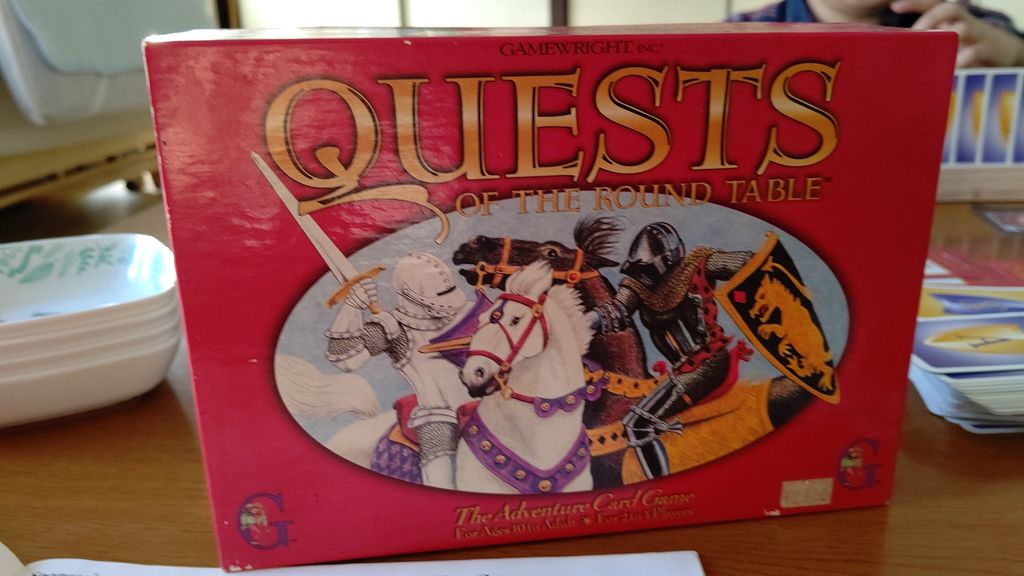 GAMEWRIGHT, INC.
QUESTS
OF THE ROUND TABLE™
The Adventure Card Game
For Ages 10 to Adult ★ For 2 to 4 Players
G
G